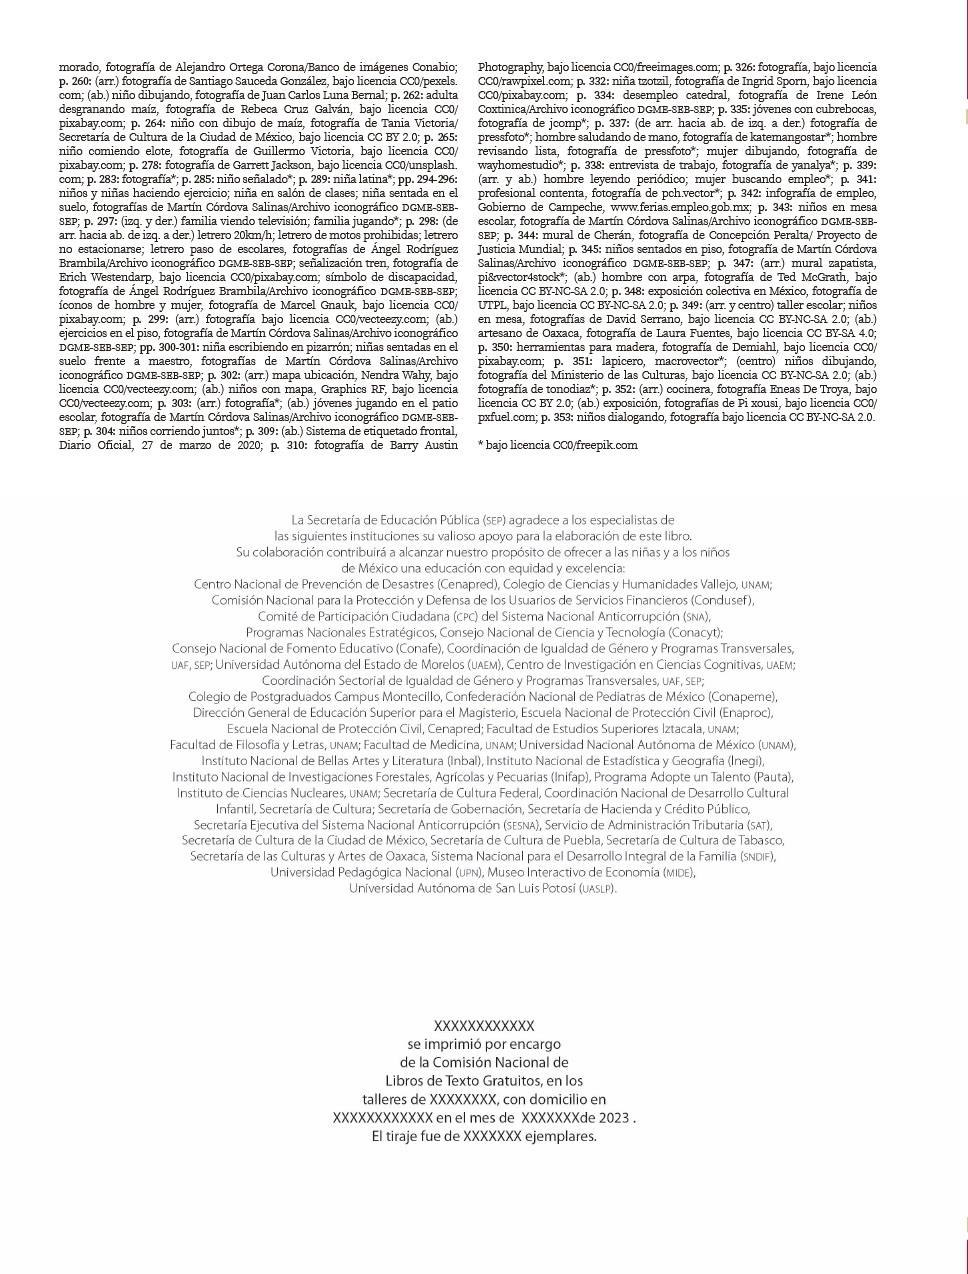 morado, fotografía de Alejandro Ortega Corona/Banco de imágenes Conabio;
p. 260: (arr.) fotografía de Santiago Sauceda González, bajo licencia CC0/pexels.
com; (ab.) niño dibujando, fotografía de Juan Carlos Luna Bernal; p. 262: adulta
desgranando maíz, fotografía de Rebeca Cruz Galván, bajo licencia CC0/
pixabay.com; p. 264: niño con dibujo de maíz, fotografía de Tania Victoria/
Secretaría de Cultura de la Ciudad de México, bajo licencia CC BY 2.0; p. 265:
niño comiendo elote, fotografía de Guillermo Victoria, bajo licencia CC0/
pixabay.com; p. 278: fotografía de Garrett Jackson, bajo licencia CC0/unsplash.
com; p. 283: fotografía*; p. 285: niño señalado*; p. 289: niña latina*; pp. 294-296:
niños y niñas haciendo ejercicio; niña en salón de clases; niña sentada en el
suelo, fotografías de Martín Córdova Salinas/Archivo iconográfico DGME-SEB-
SEP; p. 297: (izq. y der.) familia viendo televisión; familia jugando*; p. 298: (de
arr. hacia ab. de izq. a der.) letrero 20km/h; letrero de motos prohibidas; letrero
no estacionarse; letrero paso de escolares, fotografías de Ángel Rodríguez
Brambila/Archivo iconográfico DGME-SEB-SEP; señalización tren, fotografía de
Erich Westendarp, bajo licencia CC0/pixabay.com; símbolo de discapacidad,
fotografía de Ángel Rodríguez Brambila/Archivo iconográfico DGME-SEB-SEP;
íconos de hombre y mujer, fotografía de Marcel Gnauk, bajo licencia CC0/
pixabay.com; p. 299: (arr.) fotografía bajo licencia CC0/vecteezy.com; (ab.)
ejercicios en el piso, fotografía de Martín Córdova Salinas/Archivo iconográfico
DGME-SEB-SEP; pp. 300-301: niña escribiendo en pizarrón; niñas sentadas en el
suelo frente a maestro, fotografías de Martín Córdova Salinas/Archivo
iconográfico DGME-SEB-SEP; p. 302: (arr.) mapa ubicación, Nendra Wahy, bajo
licencia CC0/vecteezy.com; (ab.) niños con mapa, Graphics RF, bajo licencia
CC0/vecteezy.com; p. 303: (arr.) fotografía*; (ab.) jóvenes jugando en el patio
escolar, fotografía de Martín Córdova Salinas/Archivo iconográfico DGME-SEB-
SEP; p. 304: niños corriendo juntos*; p. 309: (ab.) Sistema de etiquetado frontal,
Diario Oficial, 27 de marzo de 2020; p. 310: fotografía de Barry Austin
Photography, bajo licencia CC0/freeimages.com; p. 326: fotografía, bajo licencia
CC0/rawpixel.com; p. 332: niña tzotzil, fotografía de Ingrid Sporn, bajo licencia
CC0/pixabay.com; p. 334: desempleo catedral, fotografía de Irene León
Coxtinica/Archivo iconográfico DGME-SEB-SEP; p. 335: jóvenes con cubrebocas,
fotografía de jcomp*; p. 337: (de arr. hacia ab. de izq. a der.) fotografía de
pressfoto*; hombre saludando de mano, fotografía de katemangostar*; hombre
revisando lista, fotografía de pressfoto*; mujer dibujando, fotografía de
wayhomestudio*; p. 338: entrevista de trabajo, fotografía de yanalya*; p. 339:
(arr. y ab.) hombre leyendo periódico; mujer buscando empleo*; p. 341:
profesional contenta, fotografía de pch.vector*; p. 342: infografía de empleo,
Gobierno de Campeche, www.ferias.empleo.gob.mx; p. 343: niños en mesa
escolar, fotografía de Martín Córdova Salinas/Archivo iconográfico DGME-SEB-
SEP; p. 344: mural de Cherán, fotografía de Concepción Peralta/ Proyecto de
Justicia Mundial; p. 345: niños sentados en piso, fotografía de Martín Córdova
Salinas/Archivo iconográfico DGME-SEB-SEP; p. 347: (arr.) mural zapatista,
pi&vector4stock*; (ab.) hombre con arpa, fotografía de Ted McGrath, bajo
licencia CC BY-NC-SA 2.0; p. 348: exposición colectiva en México, fotografía de
UTPL, bajo licencia CC BY-NC-SA 2.0; p. 349: (arr. y centro) taller escolar; niños
en mesa, fotografías de David Serrano, bajo licencia CC BY-NC-SA 2.0; (ab.)
artesano de Oaxaca, fotografía de Laura Fuentes, bajo licencia CC BY-SA 4.0;
p. 350: herramientas para madera, fotografía de Demiahl, bajo licencia CC0/
pixabay.com; p. 351: lapicero, macrovector*; (centro) niños dibujando,
fotografía del Ministerio de las Culturas, bajo licencia CC BY-NC-SA 2.0; (ab.)
fotografía de tonodiaz*; p. 352: (arr.) cocinera, fotografía Eneas De Troya, bajo
licencia CC BY 2.0; (ab.) exposición, fotografías de Pi xousi, bajo licencia CC0/
pxfuel.com; p. 353: niños dialogando, fotografía bajo licencia CC BY-NC-SA 2.0.
* bajo licencia CC0/freepik.com
La Secretaría de Educación Pública (SEP) agradece a los especialistas de
las siguientes instituciones su valioso apoyo para la elaboración de este libro.
Su colaboración contribuirá a alcanzar nuestro propósito de ofrecer a las niñas y a los niños
de México una educación con equidad y excelencia:
Centro Nacional de Prevención de Desastres (Cenapred), Colegio de Ciencias y Humanidades Vallejo, UNAM;
Comisión Nacional para la Protección y Defensa de los Usuarios de Servicios Financieros (Condusef),
Comité de Participación Ciudadana (CPC) del Sistema Nacional Anticorrupción (SNA),
Programas Nacionales Estratégicos, Consejo Nacional de Ciencia y Tecnología (Conacyt);
Consejo Nacional de Fomento Educativo (Conafe), Coordinación de Igualdad de Género y Programas Transversales,
UAF, SEP; Universidad Autónoma del Estado de Morelos (UAEM), Centro de Investigación en Ciencias Cognitivas, UAEM;
Coordinación Sectorial de Igualdad de Género y Programas Transversales, UAF, SEP;
Colegio de Postgraduados Campus Montecillo, Confederación Nacional de Pediatras de México (Conapeme),
Dirección General de Educación Superior para el Magisterio, Escuela Nacional de Protección Civil (Enaproc),
Escuela Nacional de Protección Civil, Cenapred; Facultad de Estudios Superiores Iztacala, UNAM;
Facultad de Filosofía y Letras, UNAM; Facultad de Medicina, UNAM; Universidad Nacional Autónoma de México (UNAM),
Instituto Nacional de Bellas Artes y Literatura (Inbal), Instituto Nacional de Estadística y Geografía (Inegi),
Instituto Nacional de Investigaciones Forestales, Agrícolas y Pecuarias (Inifap), Programa Adopte un Talento (Pauta),
Instituto de Ciencias Nucleares, UNAM; Secretaría de Cultura Federal, Coordinación Nacional de Desarrollo Cultural
Infantil, Secretaría de Cultura; Secretaría de Gobernación, Secretaría de Hacienda y Crédito Público,
Secretaría Ejecutiva del Sistema Nacional Anticorrupción (SESNA), Servicio de Administración Tributaria (SAT),
Secretaría de Cultura de la Ciudad de México, Secretaría de Cultura de Puebla, Secretaría de Cultura de Tabasco,
Secretaría de las Culturas y Artes de Oaxaca, Sistema Nacional para el Desarrollo Integral de la Familia (SNDIF),
Universidad Pedagógica Nacional (UPN), Museo Interactivo de Economía (MIDE),
Universidad Autónoma de San Luis Potosí (UASLP).
XXXXXXXXXXXX
se imprimió por encargo
de la Comisión Nacional de
Libros de Texto Gratuitos, en los
talleres de XXXXXXXX, con domicilio en
XXXXXXXXXXXX en el mes de XXXXXXXde 2023 .
El tiraje fue de XXXXXXX ejemplares.